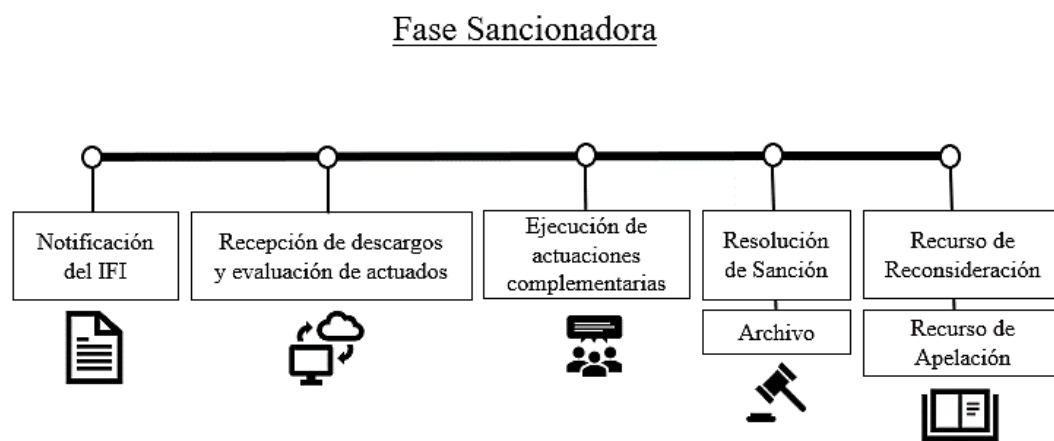 Fase Sancionadora
Notificación
del IFI
Recepción de descargos
y evaluación de actuados
Ejecución de
actuaciones
complementarias
Resolución
de Sanción
Archivo
Recurso de
Reconsideración
Recurso de
Apelación